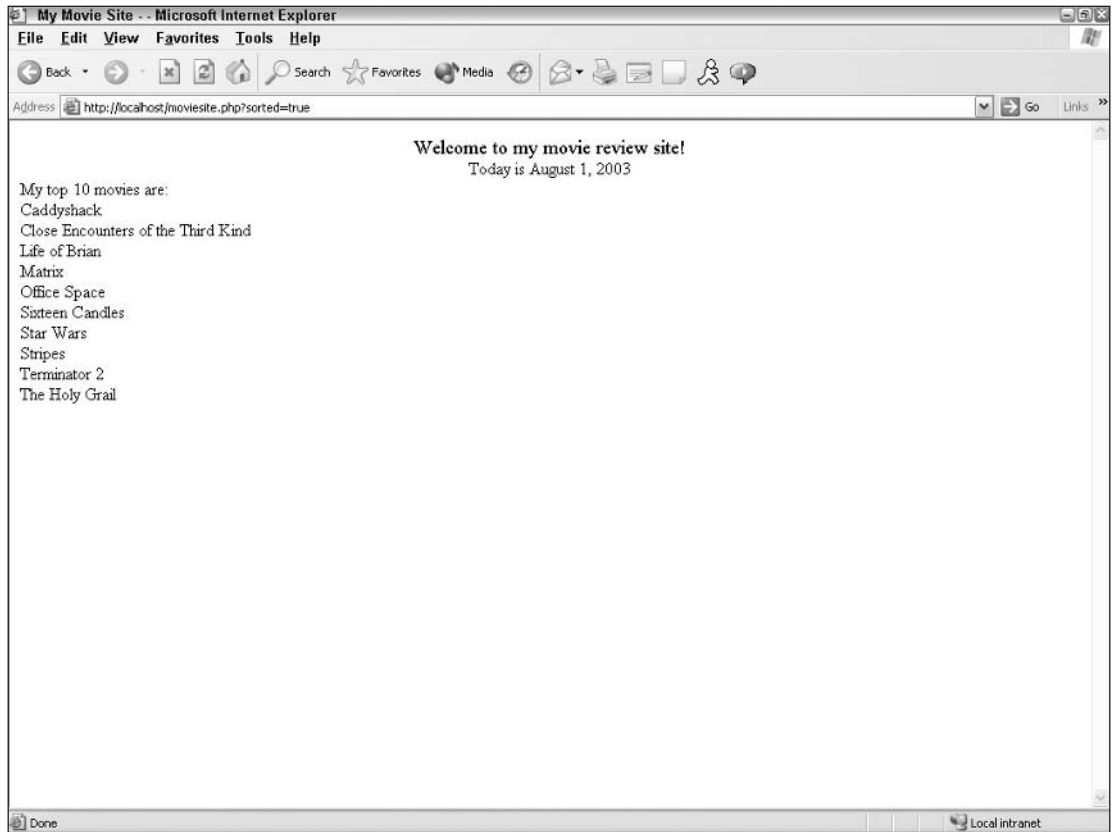 My Movie Site - - Microsoft Internet Explorer
File Edit View Favorites Tools Help
Back Search Favorites Media
Address http://localhost/moviesite.php?sorted=true Go Links »
Welcome to my movie review site!
Today is August 1, 2003
My top 10 movies are:
Caddyshack
Close Encounters of the Third Kind
Life of Brian
Matrix
Office Space
Sixteen Candles
Star Wars
Stripes
Terminator 2
The Holy Grail
Done Local intranet